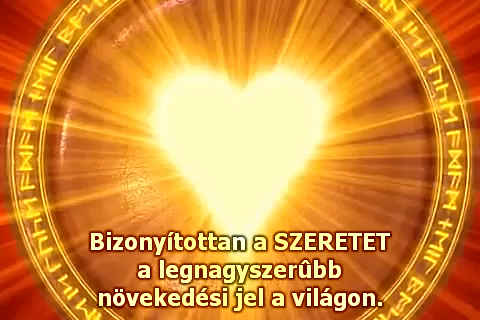 Bizonyítottan a SZERETET
a legnagyszerûbb
növekedési jel a világon.